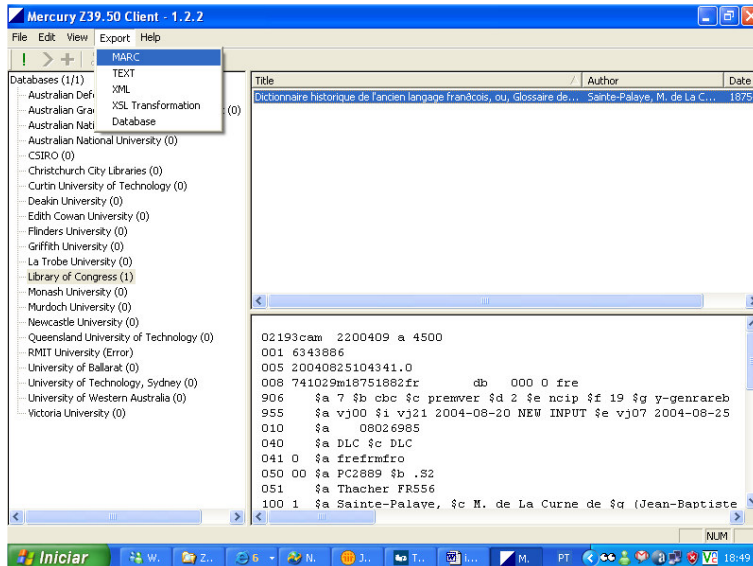 Mercury Z39.50 Client - 1.2.2
File Edit View Export Help
MARC
TEXT
XML
XSL Transformation
Database
Databases (1/1)
Australian Def
Australian Gra (0)
Australian Nati
Australian National University (0)
CSIRO (0)
Christchurch City Libraries (0)
Curtin University of Technology (0)
Deakin University (0)
Edith Cowan University (0)
Flinders University (0)
Griffith University (0)
La Trobe University (0)
Library of Congress (1)
Monash University (0)
Murdoch University (0)
Newcastle University (0)
Queensland University of Technology (0)
RMIT University (Error)
University of Ballarat (0)
University of Technology, Sydney (0)
University of Western Australia (0)
Victoria University (0)
Title Author Date
Dictionnaire historique de l'ancien langage franðcois, ou, Glossaire de... Sainte-Palaye, M. de La C... 1875
02193cam 2200409 a 4500
001 6343886
005 20040825104341.0
008 741029m18751882fr db 000 0 fre
906 $a 7 $b cbc $c premver $d 2 $e ncip $f 19 $g y-genrareb
955 $a vj00 $i vj21 2004-08-20 NEW INPUT $e vj07 2004-08-25
010 $a 08026985
040 $a DLC $c DLC
041 0 $a frefrmfro
050 00 $a PC2889 $b .S2
051 $a Thacher FR556
100 1 $a Sainte-Palaye, $c M. de La Curne de $q (Jean-Baptiste
NUM
Iniciar W. Z.. 6 N. J.. T.. i... M. PT 18:49